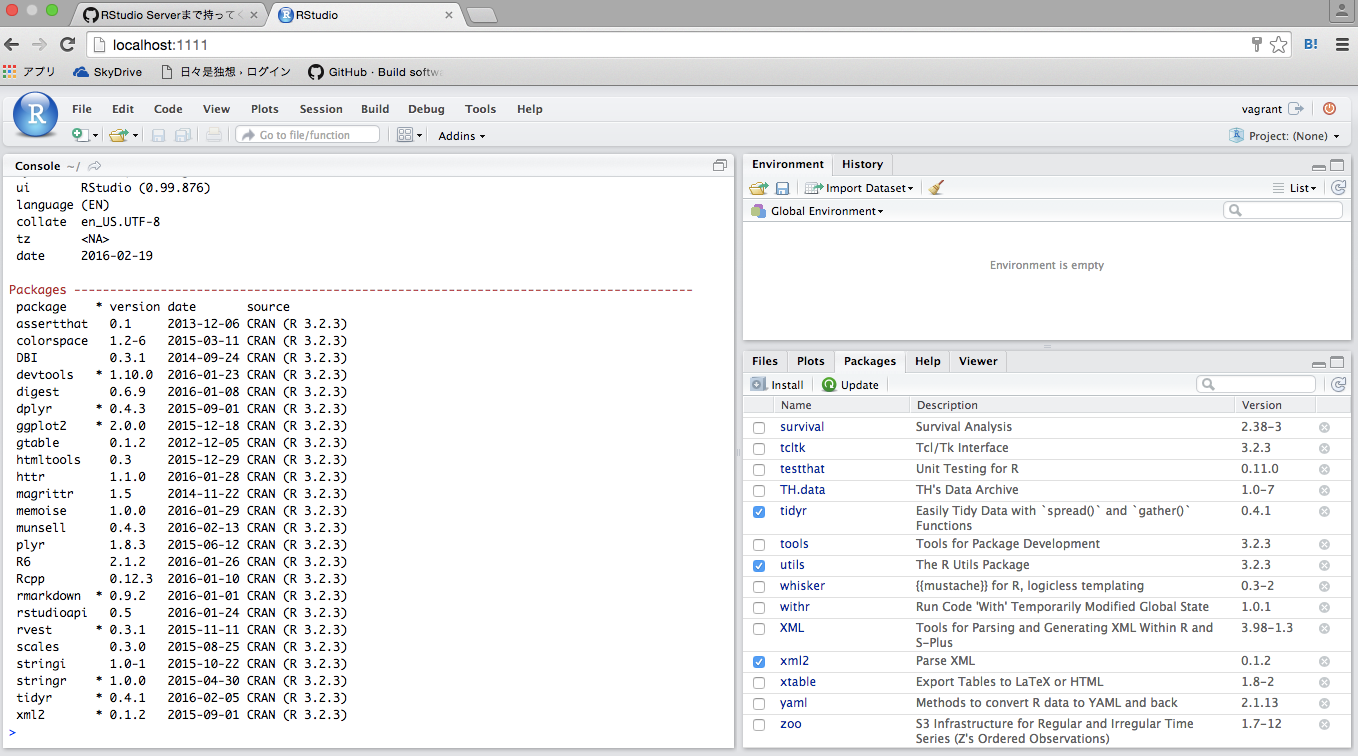 RStudio Serverまで持って
RStudio
localhost:1111
B!
アプリ
SkyDrive
日々是独想 › ログイン
GitHub · Build softw
R
File Edit Code View Plots Session Build Debug Tools Help
vagrant
Go to file/function
Addins
Project: (None)
Console ~/
ui RStudio (0.99.876)
language (EN)
collate en_US.UTF-8
tz <NA>
date 2016-02-19
Packages --------------------------------------------------------------------------------------
package * version date source
assertthat 0.1 2013-12-06 CRAN (R 3.2.3)
colorspace 1.2-6 2015-03-11 CRAN (R 3.2.3)
DBI 0.3.1 2014-09-24 CRAN (R 3.2.3)
devtools * 1.10.0 2016-01-23 CRAN (R 3.2.3)
digest 0.6.9 2016-01-08 CRAN (R 3.2.3)
dplyr * 0.4.3 2015-09-01 CRAN (R 3.2.3)
ggplot2 * 2.0.0 2015-12-18 CRAN (R 3.2.3)
gtable 0.1.2 2012-12-05 CRAN (R 3.2.3)
htmltools 0.3 2015-12-29 CRAN (R 3.2.3)
httr 1.1.0 2016-01-28 CRAN (R 3.2.3)
magrittr 1.5 2014-11-22 CRAN (R 3.2.3)
memoise 1.0.0 2016-01-29 CRAN (R 3.2.3)
munsell 0.4.3 2016-02-13 CRAN (R 3.2.3)
plyr 1.8.3 2015-06-12 CRAN (R 3.2.3)
R6 2.1.2 2016-01-26 CRAN (R 3.2.3)
Rcpp 0.12.3 2016-01-10 CRAN (R 3.2.3)
rmarkdown * 0.9.2 2016-01-01 CRAN (R 3.2.3)
rstudioapi 0.5 2016-01-24 CRAN (R 3.2.3)
rvest * 0.3.1 2015-11-11 CRAN (R 3.2.3)
scales 0.3.0 2015-08-25 CRAN (R 3.2.3)
stringi 1.0-1 2015-10-22 CRAN (R 3.2.3)
stringr * 1.0.0 2015-04-30 CRAN (R 3.2.3)
tidyr * 0.4.1 2016-02-05 CRAN (R 3.2.3)
xml2 * 0.1.2 2015-09-01 CRAN (R 3.2.3)
>
Environment History
Import Dataset
List
Global Environment
Environment is empty
Files Plots Packages Help Viewer
Install Update
Name Description Version
survival Survival Analysis 2.38-3
tcltk Tcl/Tk Interface 3.2.3
testthat Unit Testing for R 0.11.0
TH.data TH's Data Archive 1.0-7
tidyr Easily Tidy Data with `spread()` and `gather()` 0.4.1
Functions
tools Tools for Package Development 3.2.3
utils The R Utils Package 3.2.3
whisker {{mustache}} for R, logicless templating 0.3-2
withr Run Code 'With' Temporarily Modified Global State 1.0.1
XML Tools for Parsing and Generating XML Within R and 3.98-1.3
S-Plus
xml2 Parse XML 0.1.2
xtable Export Tables to LaTeX or HTML 1.8-2
yaml Methods to convert R data to YAML and back 2.1.13
zoo S3 Infrastructure for Regular and Irregular Time 1.7-12
Series (Z's Ordered Observations)